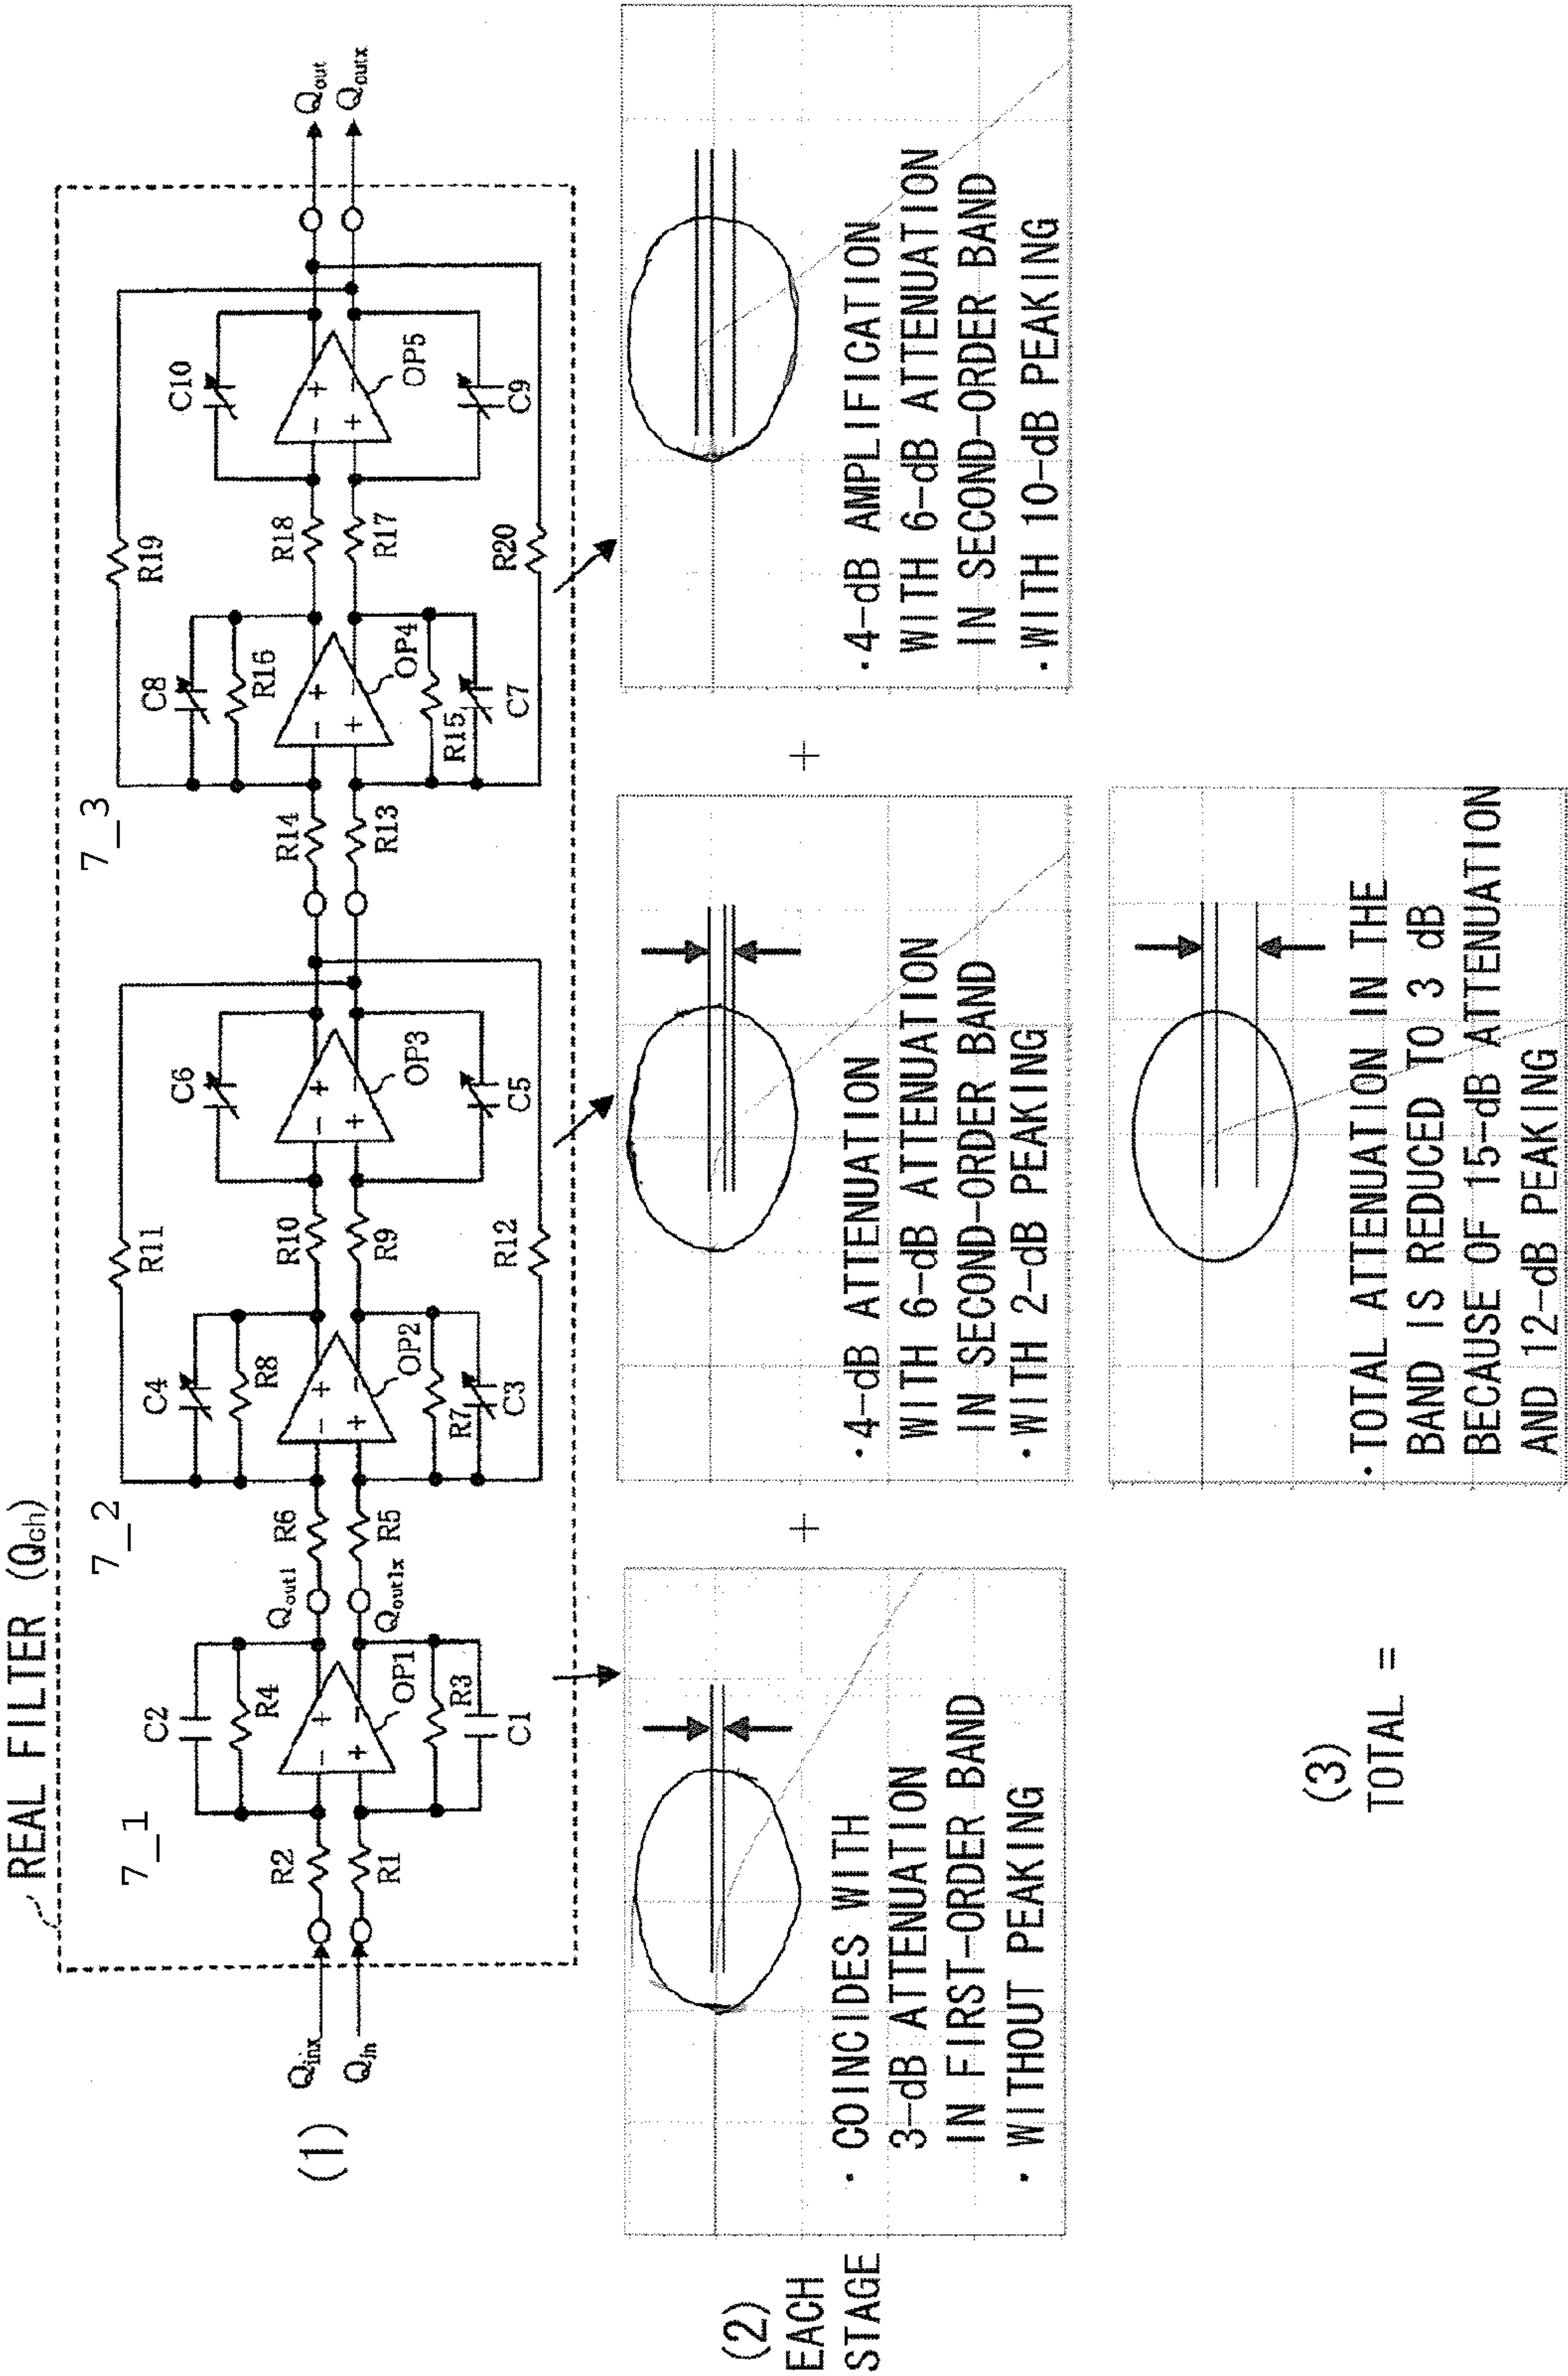 REAL FILTER (Qch)
(1)
7_1
7_2
7_3
Qinx
Qin
R2
R1
C2
R4
OP1
R3
C1
Qout1
Qout1x
R6
R5
C4
R8
OP2
R7
C3
R11
R10
R9
R12
C6
OP3
C5
R14
R13
C8
R16
OP4
R15
C7
R19
R18
R17
R20
C10
OP5
C9
Qout
Qoutx
+
−
+
−
+
−
+
−
+
−
+
−
+
−
+
−
+
−
+
−
(2)
EACH
STAGE
· COINCIDES WITH
3-dB ATTENUATION
IN FIRST-ORDER BAND
· WITHOUT PEAKING
+
·4-dB ATTENUATION
WITH 6-dB ATTENUATION
IN SECOND-ORDER BAND
·WITH 2-dB PEAKING
+
·4-dB AMPLIFICATION
WITH 6-dB ATTENUATION
IN SECOND-ORDER BAND
·WITH 10-dB PEAKING
(3)
TOTAL =
·TOTAL ATTENUATION IN THE
BAND IS REDUCED TO 3 dB
BECAUSE OF 15-dB ATTENUATION
AND 12-dB PEAKING